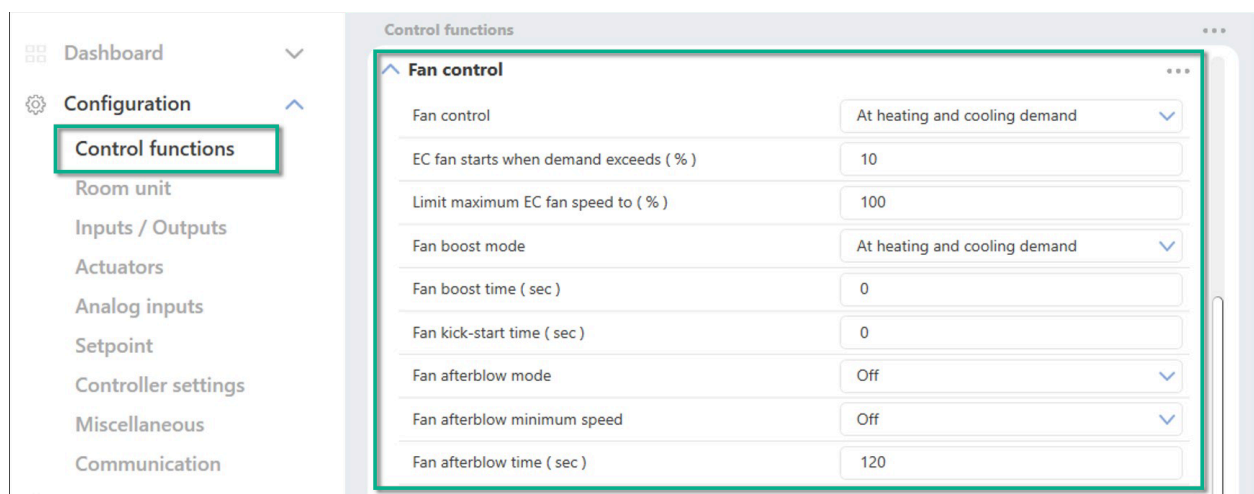 Dashboard
Configuration
Control functions
Room unit
Inputs / Outputs
Actuators
Analog inputs
Setpoint
Controller settings
Miscellaneous
Communication
Control functions
Fan control
Fan control At heating and cooling demand
EC fan starts when demand exceeds ( % ) 10
Limit maximum EC fan speed to ( % ) 100
Fan boost mode At heating and cooling demand
Fan boost time ( sec ) 0
Fan kick-start time ( sec ) 0
Fan afterblow mode Off
Fan afterblow minimum speed Off
Fan afterblow time ( sec ) 120